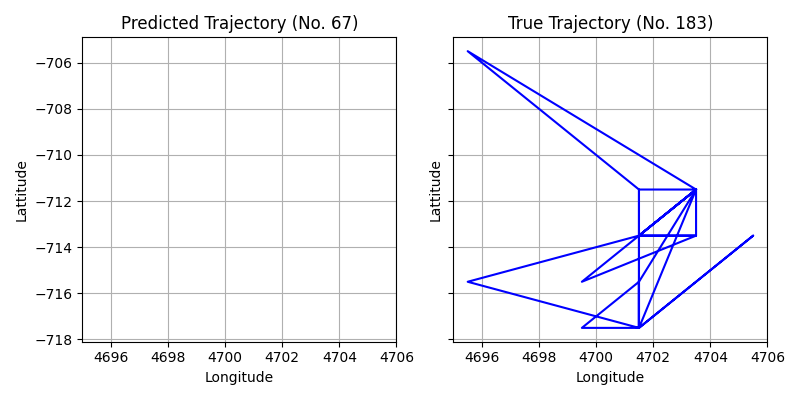 Predicted Trajectory (No. 67)
True Trajectory (No. 183)
−706
−708
−710
−712
−714
−716
−718
Lattitude
Lattitude
4696 4698 4700 4702 4704 4706
4696 4698 4700 4702 4704 4706
Longitude
Longitude